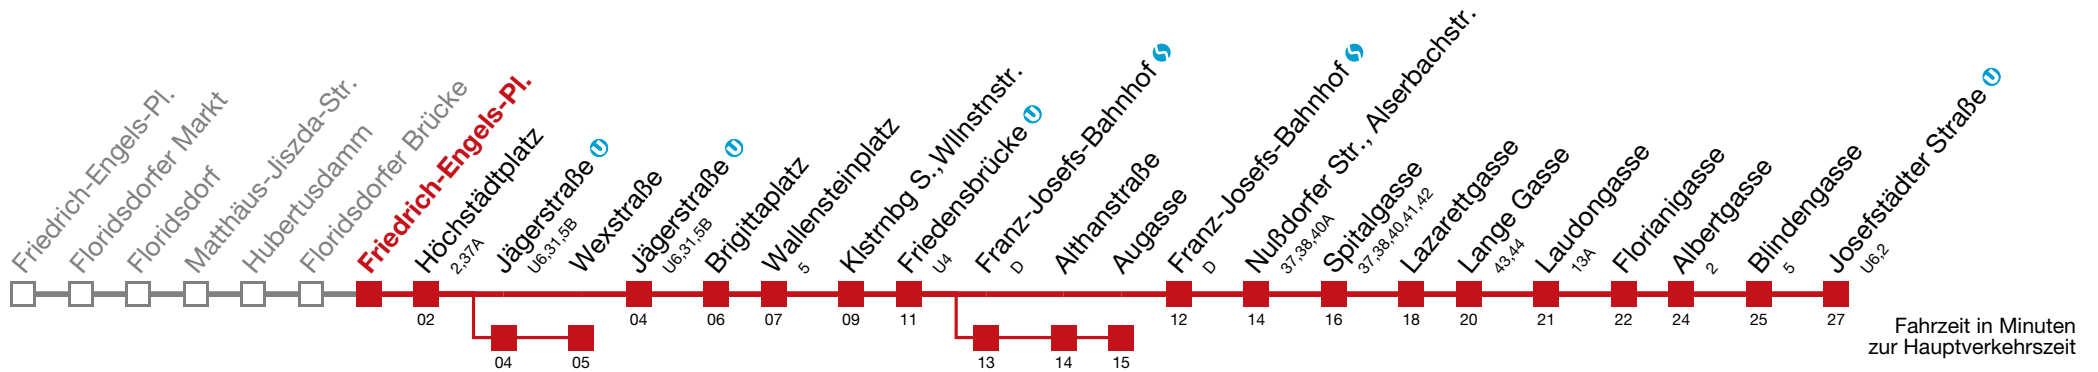 Friedrich-Engels-Pl.
Floridsdorfer Markt
Floridsdorf
Matthäus-Jiszda-Str.
Hubertusdamm
Floridsdorfer Brücke
Friedrich-Engels-Pl.
Höchstädtplatz
2,37A
Jägerstraße U
U6,31,5B
Wexstraße
Jägerstraße U
U6,31,5B
Brigittaplatz
Wallensteinplatz
5
Klstrnbg S., Wllnstnstr.
Friedensbrücke U
U4
Franz-Josefs-Bahnhof S
D
Althanstraße
Augasse
Franz-Josefs-Bahnhof S
D
Nußdorfer Str., Alserbachstr.
37,38,40A
Spitalgasse
37,38,40,41,42
Lazarettgasse
Lange Gasse
43,44
Laudongasse
13A
Florianigasse
Albertgasse
2
Blindengasse
5
Josefstädter Straße U
U6,2
02 04 06 07 09 11 12 14 16 18 20 21 22 24 25 27
04 05 13 14 15
Fahrzeit in Minuten
zur Hauptverkehrszeit